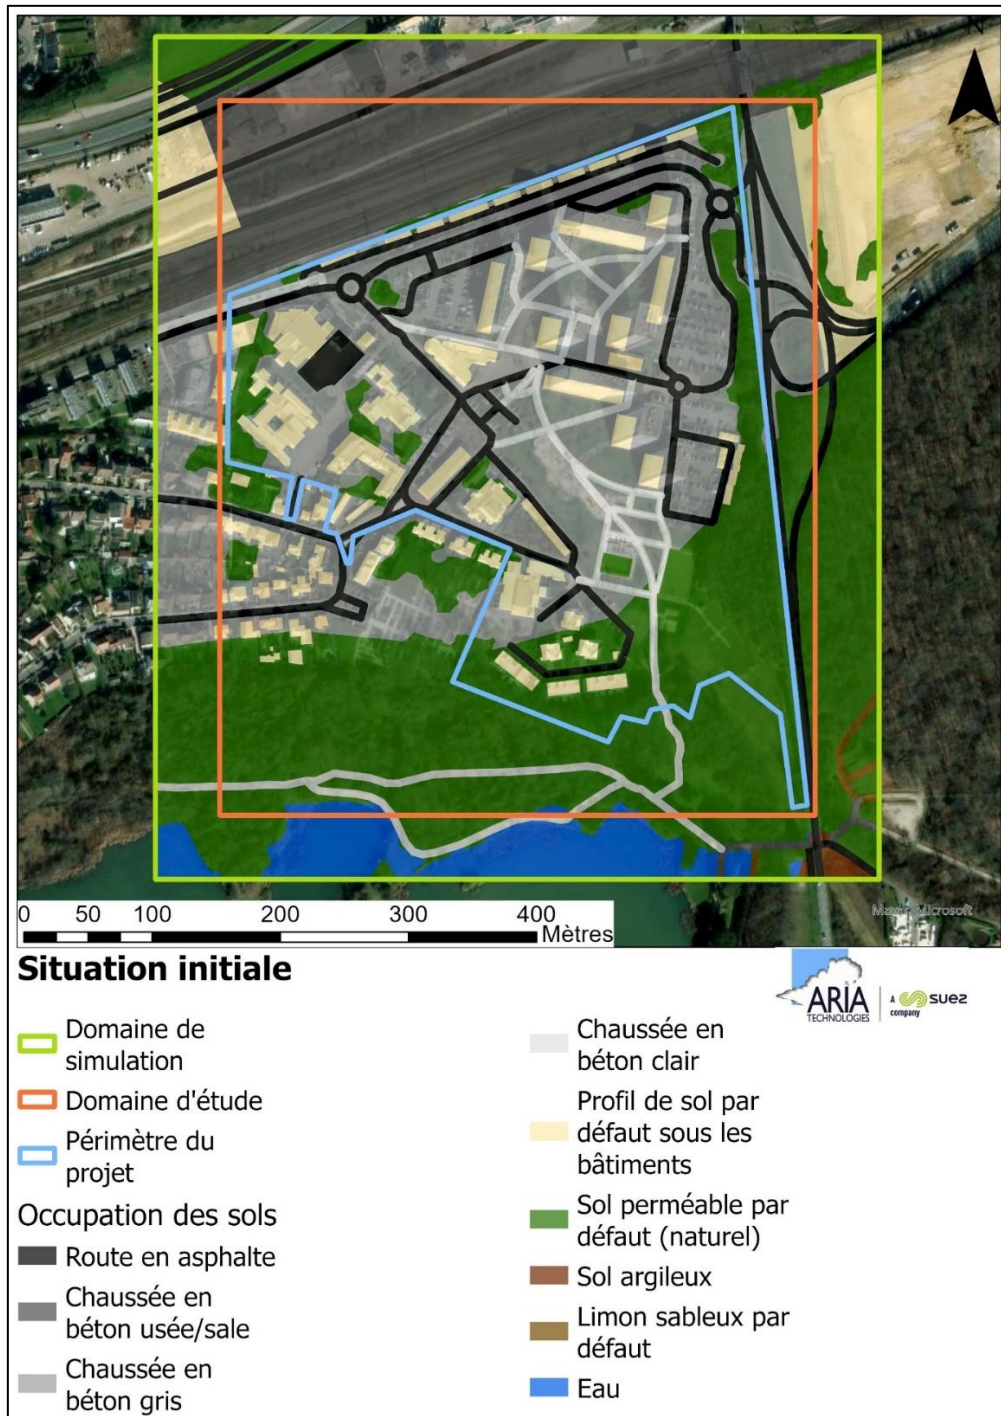 N
Maxar, Microsoft
0 50 100 200 300 400
Mètres
Situation initiale
ARIA
TECHNOLOGIES
A suez
company
Domaine de
simulation
Domaine d'étude
Périmètre du
projet
Occupation des sols
Route en asphalte
Chaussée en
béton usée/sale
Chaussée en
béton gris
Chaussée en
béton clair
Profil de sol par
défaut sous les
bâtiments
Sol perméable par
défaut (naturel)
Sol argileux
Limon sableux par
défaut
Eau